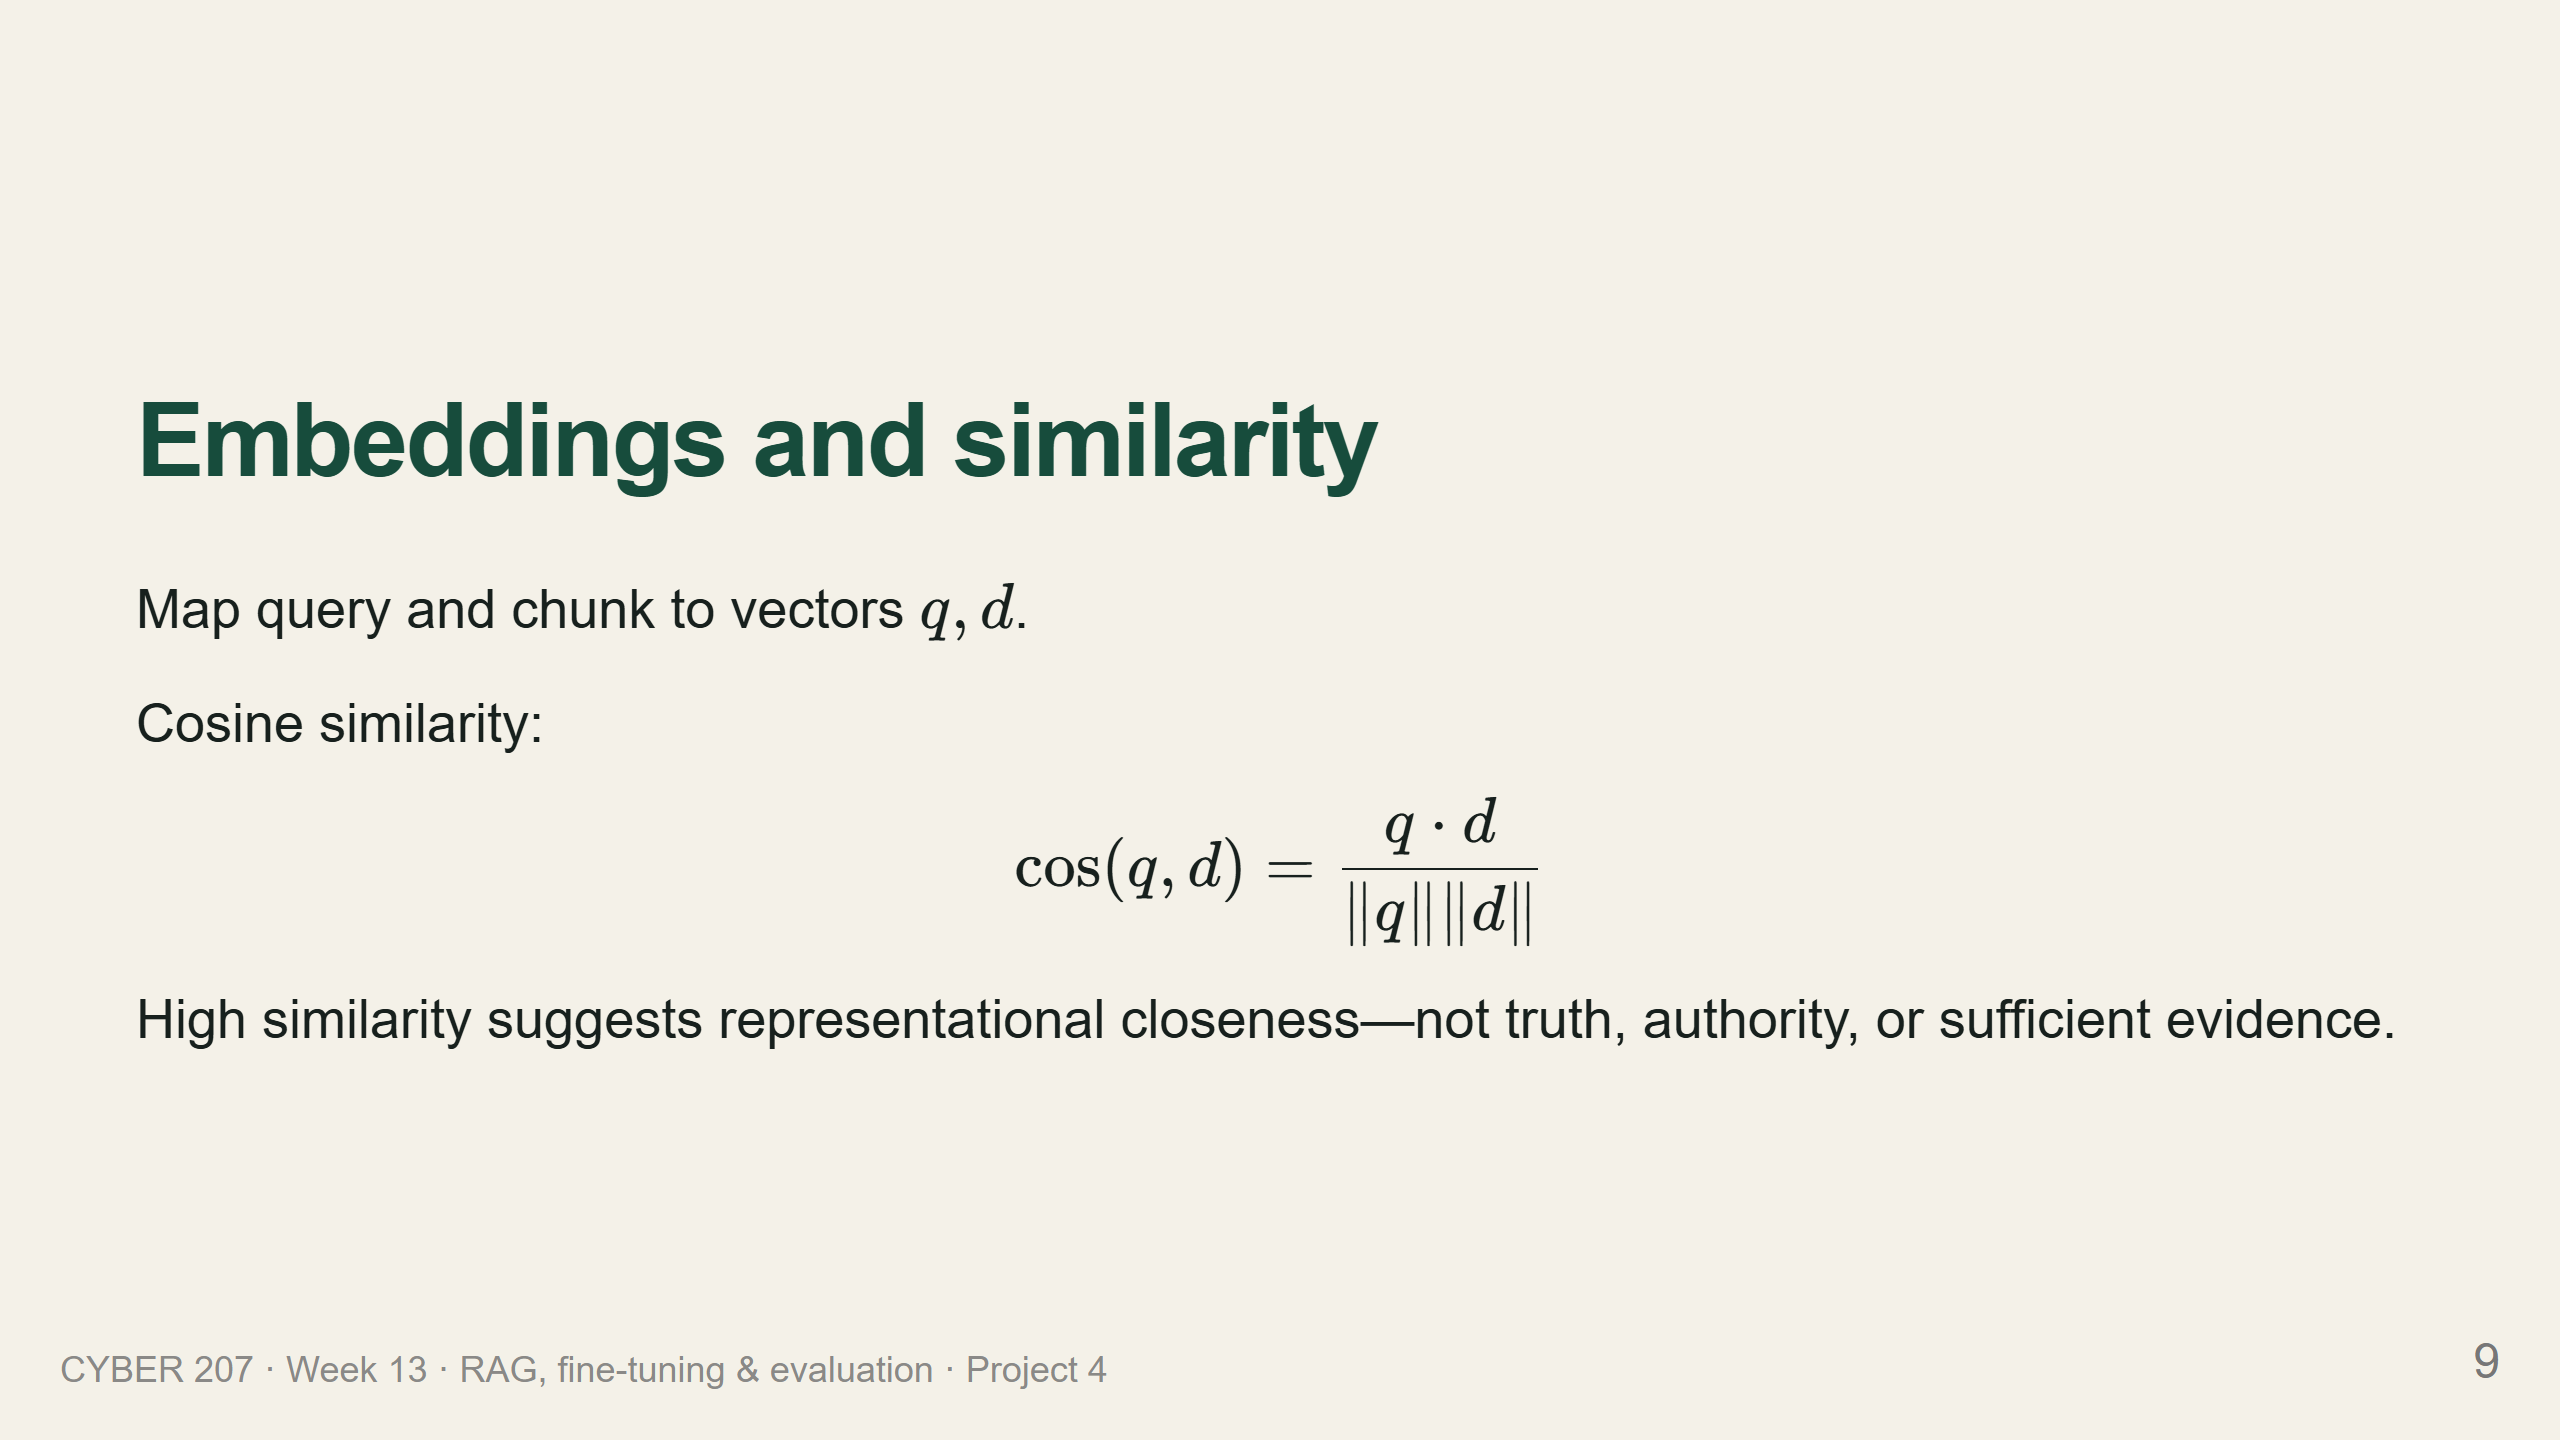 Embeddings and similarity
Map query and chunk to vectors q, d.
Cosine similarity:
cos(q, d) = \frac{q · d}{||q|| ||d||}
High similarity suggests representational closeness—not truth, authority, or sufficient evidence.
CYBER 207 · Week 13 · RAG, fine-tuning & evaluation · Project 4
9